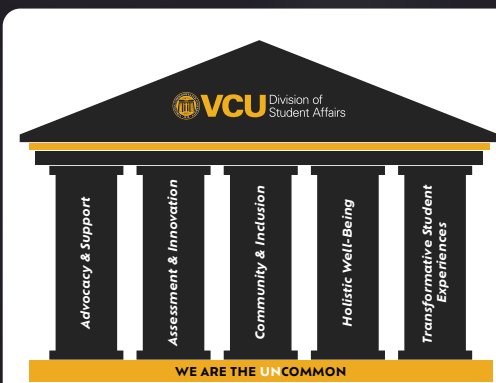 VCU Division of
Student Affairs
Advocacy & Support
Assessment & Innovation
Community & Inclusion
Holistic Well-Being
Transformative Student
Experiences
WE ARE THE UNCOMMON